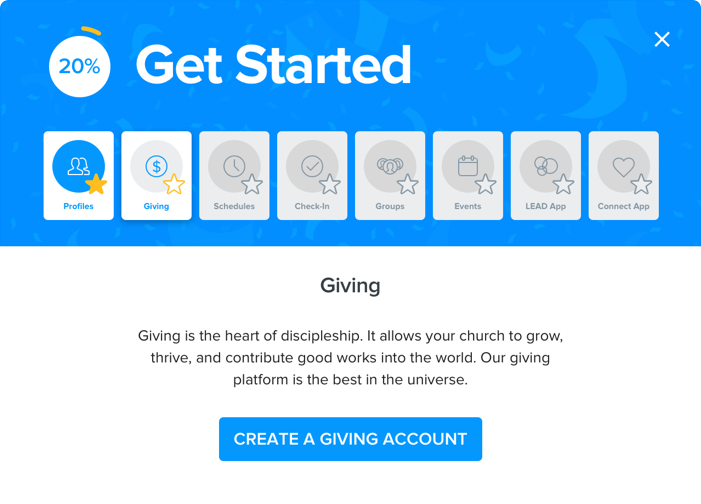 20%
Get Started
Profiles
Giving
Schedules
Check-In
Groups
Events
LEAD App
Connect App
Giving
Giving is the heart of discipleship. It allows your church to grow,
thrive, and contribute good works into the world. Our giving
platform is the best in the universe.
CREATE A GIVING ACCOUNT